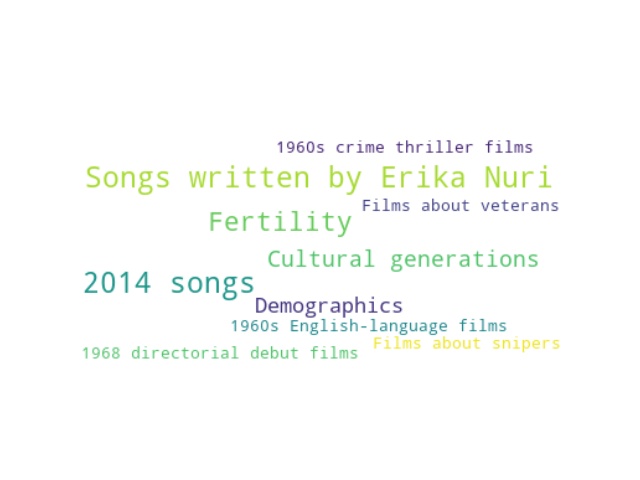 1960s crime thriller films
Songs written by Erika Nuri
Films about veterans
Fertility
Cultural generations
2014 songs
Demographics
1960s English-language films
Films about snipers
1968 directorial debut films